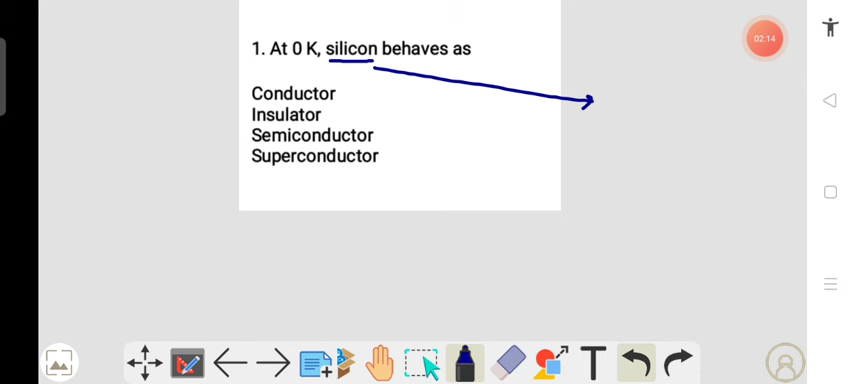 02:14
1. At 0 K, silicon behaves as
Conductor
Insulator
Semiconductor
Superconductor
T